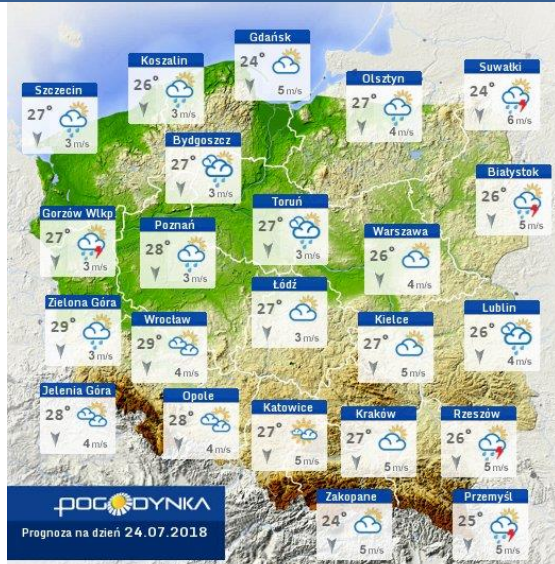 Gdańsk
24°
5 m/s
Koszalin
26°
3 m/s
Suwałki
24°
6 m/s
Olsztyn
27°
4 m/s
Szczecin
27°
3 m/s
Bydgoszcz
27°
3 m/s
Białystok
26°
5 m/s
Toruń
27°
3 m/s
Gorzów Wlkp
27°
3 m/s
Poznań
28°
3 m/s
Warszawa
26°
4 m/s
Łódź
27°
3 m/s
Zielona Góra
29°
3 m/s
Wrocław
29°
4 m/s
Kielce
27°
5 m/s
Lublin
26°
4 m/s
Jelenia Góra
28°
4 m/s
Opole
28°
4 m/s
Katowice
27°
5 m/s
Kraków
27°
5 m/s
Rzeszów
26°
5 m/s
Zakopane
24°
5 m/s
Przemyśl
25°
5 m/s
POGODYNKA
Prognoza na dzień 24.07.2018